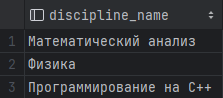 discipline_name
1 Математический анализ
2 Физика
3 Программирование на C++